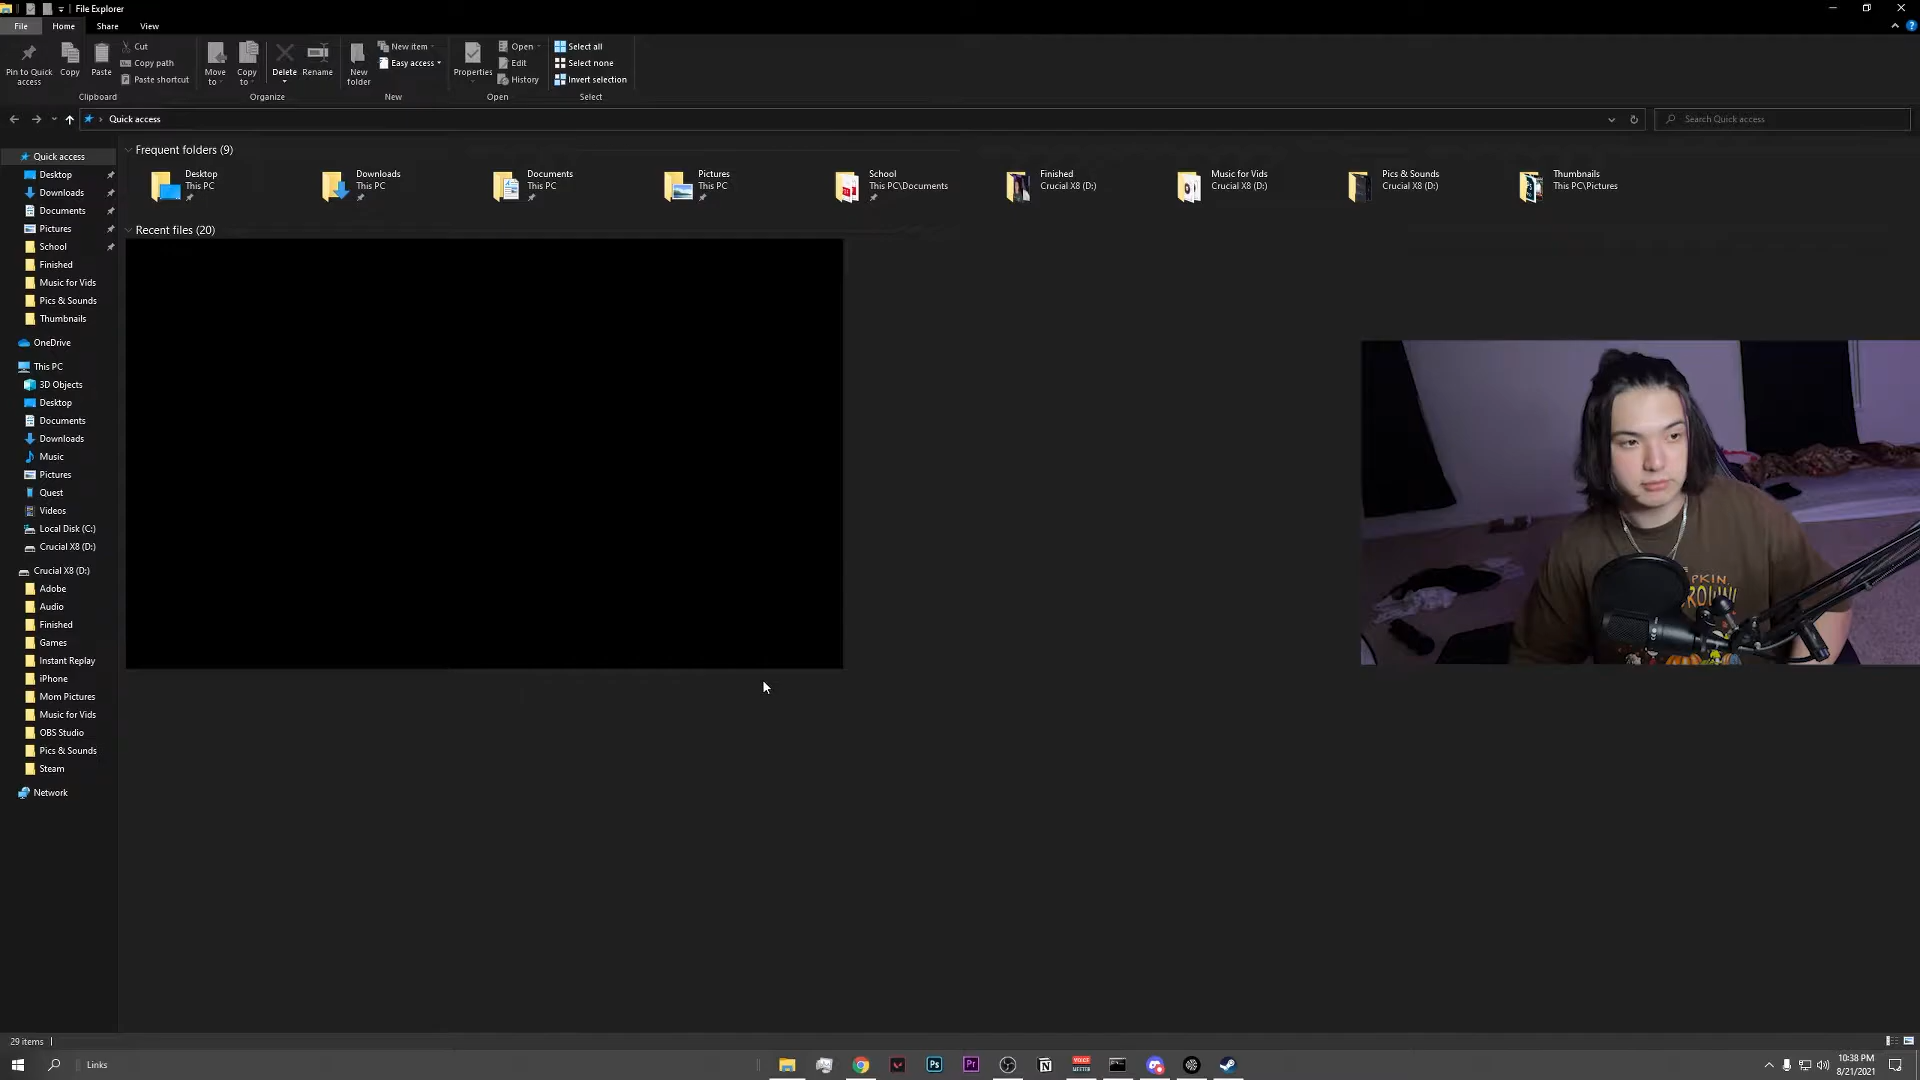 File Explorer
File Home Share View
Pin to Quick access
Copy
Paste
Cut
Copy path
Paste shortcut
Clipboard
Move to
Copy to
Delete
Rename
Organize
New folder
New item
Easy access
New
Properties
Open
Edit
History
Open
Select all
Select none
Invert selection
Select
Quick access
Search Quick access
Quick access
Desktop
Downloads
Documents
Pictures
School
Finished
Music for Vids
Pics & Sounds
Thumbnails
OneDrive
This PC
3D Objects
Desktop
Documents
Downloads
Music
Pictures
Quest
Videos
Local Disk (C:)
Crucial X8 (D:)
Crucial X8 (D:)
Adobe
Audio
Finished
Games
Instant Replay
iPhone
Mom Pictures
Music for Vids
OBS Studio
Pics & Sounds
Steam
Network
Frequent folders (9)
Desktop
This PC
Downloads
This PC
Documents
This PC
Pictures
This PC
School
This PC\Documents
Finished
Crucial X8 (D:)
Music for Vids
Crucial X8 (D:)
Pics & Sounds
Crucial X8 (D:)
Thumbnails
This PC\Pictures
Recent files (20)
29 items
Links
Ps
Pr
VOICE
10:38 PM
8/21/2021